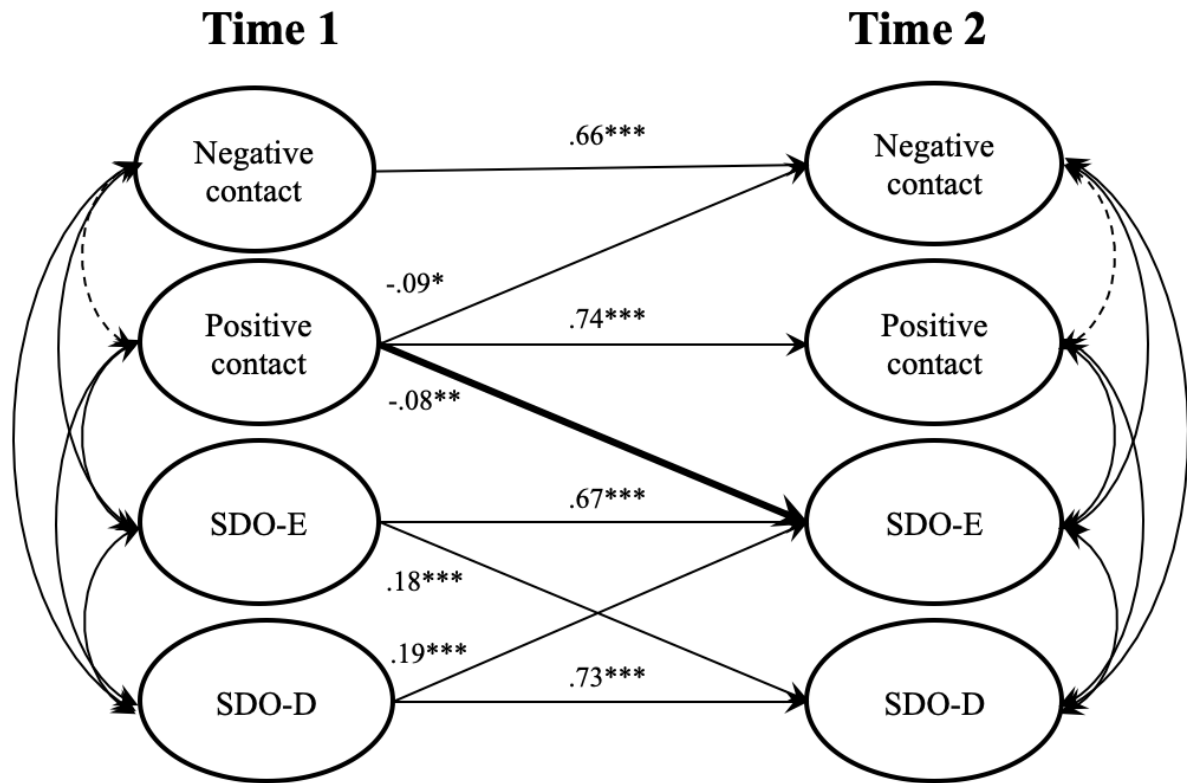 Time 1
Time 2
Negative
contact
.66***
Negative
contact
-.09*
Positive
contact
.74***
Positive
contact
-.08**
SDO-E
.67***
SDO-E
.18***
.19***
SDO-D
.73***
SDO-D